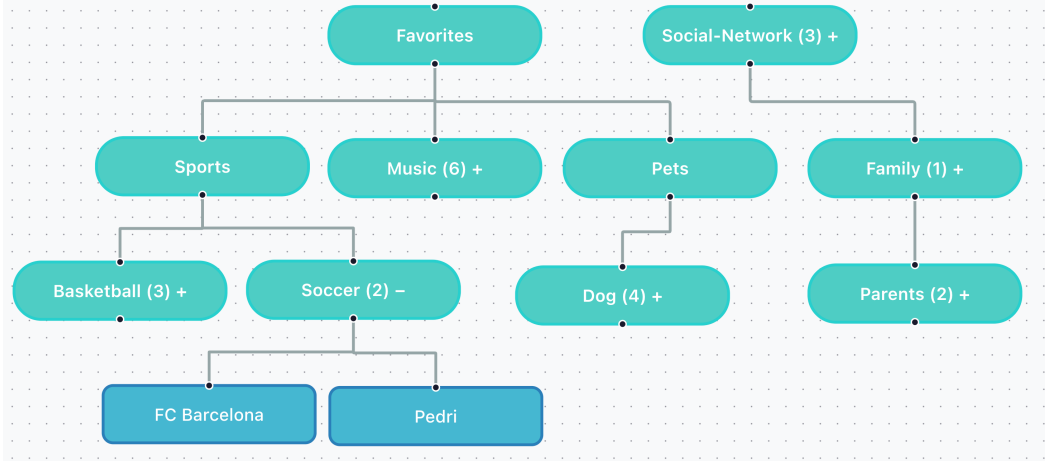 Favorites
Social-Network (3) +
Sports
Music (6) +
Pets
Family (1) +
Basketball (3) +
Soccer (2) –
Dog (4) +
Parents (2) +
FC Barcelona
Pedri